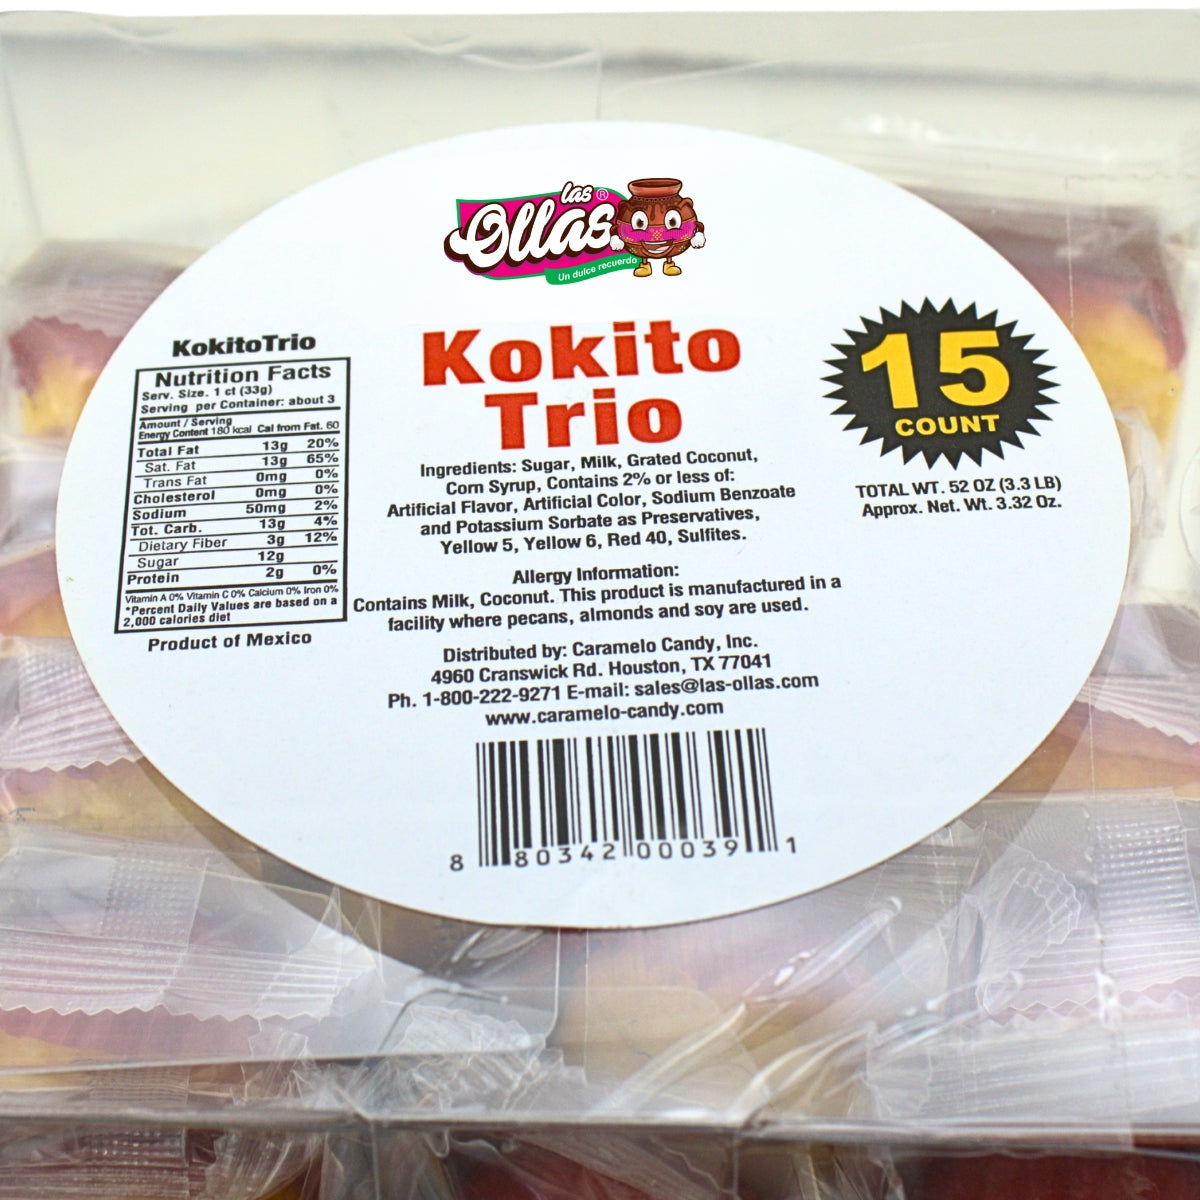 las ®
Ollas
Un dulce recuerdo
Kokito
Trio
KokitoTrio
Nutrition Facts
Serv. Size. 1 ct (33g)
Serving per Container: about 3
Amount / Serving
Energy Content 180 kcal Cal from Fat. 60
Total Fat 13g 20%
Sat. Fat 13g 65%
Trans Fat 0mg 0%
Cholesterol 0mg 0%
Sodium 50mg 2%
Tot. Carb. 13g 4%
Dietary Fiber 3g 12%
Sugar 12g
Protein 2g 0%
Vitamin A 0% Vitamin C 0% Calcium 0% Iron 0%
*Percent Daily Values are based on a
2,000 calories diet
Product of Mexico
Ingredients: Sugar, Milk, Grated Coconut,
Corn Syrup, Contains 2% or less of:
Artificial Flavor, Artificial Color, Sodium Benzoate
and Potassium Sorbate as Preservatives,
Yellow 5, Yellow 6, Red 40, Sulfites.
Allergy Information:
Contains Milk, Coconut. This product is manufactured in a
facility where pecans, almonds and soy are used.
Distributed by: Caramelo Candy, Inc.
4960 Cranswick Rd. Houston, TX 77041
Ph. 1-800-222-9271 E-mail: sales@las-ollas.com
www.caramelo-candy.com
8 80342 00039 1
15
COUNT
TOTAL WT. 52 OZ (3.3 LB)
Approx. Net. Wt. 3.32 Oz.